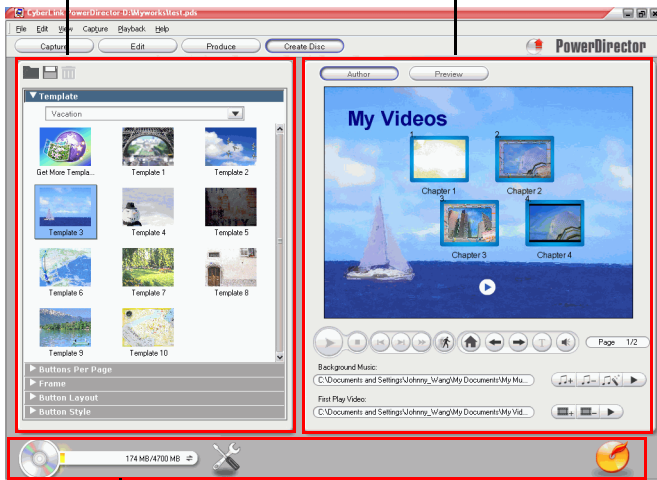 CyberLink PowerDirector-D:\Myworks\test.pds
File Edit View Capture Playback Help
Capture Edit Produce Create Disc PowerDirector
Template
Vacation
Get More Templa... Template 1 Template 2
Template 3 Template 4 Template 5
Template 6 Template 7 Template 8
Template 9 Template 10
Buttons Per Page
Frame
Button Layout
Button Style
Author Preview
My Videos
1 2
Chapter 1 Chapter 2
3 4
Chapter 3 Chapter 4
T Page 1/2
Background Music:
C:\Documents and Settings\Johnny_Wang\My Documents\My Mu...
First Play Video:
C:\Documents and Settings\Johnny_Wang\My Documents\My Vid...
174 MB/4700 MB